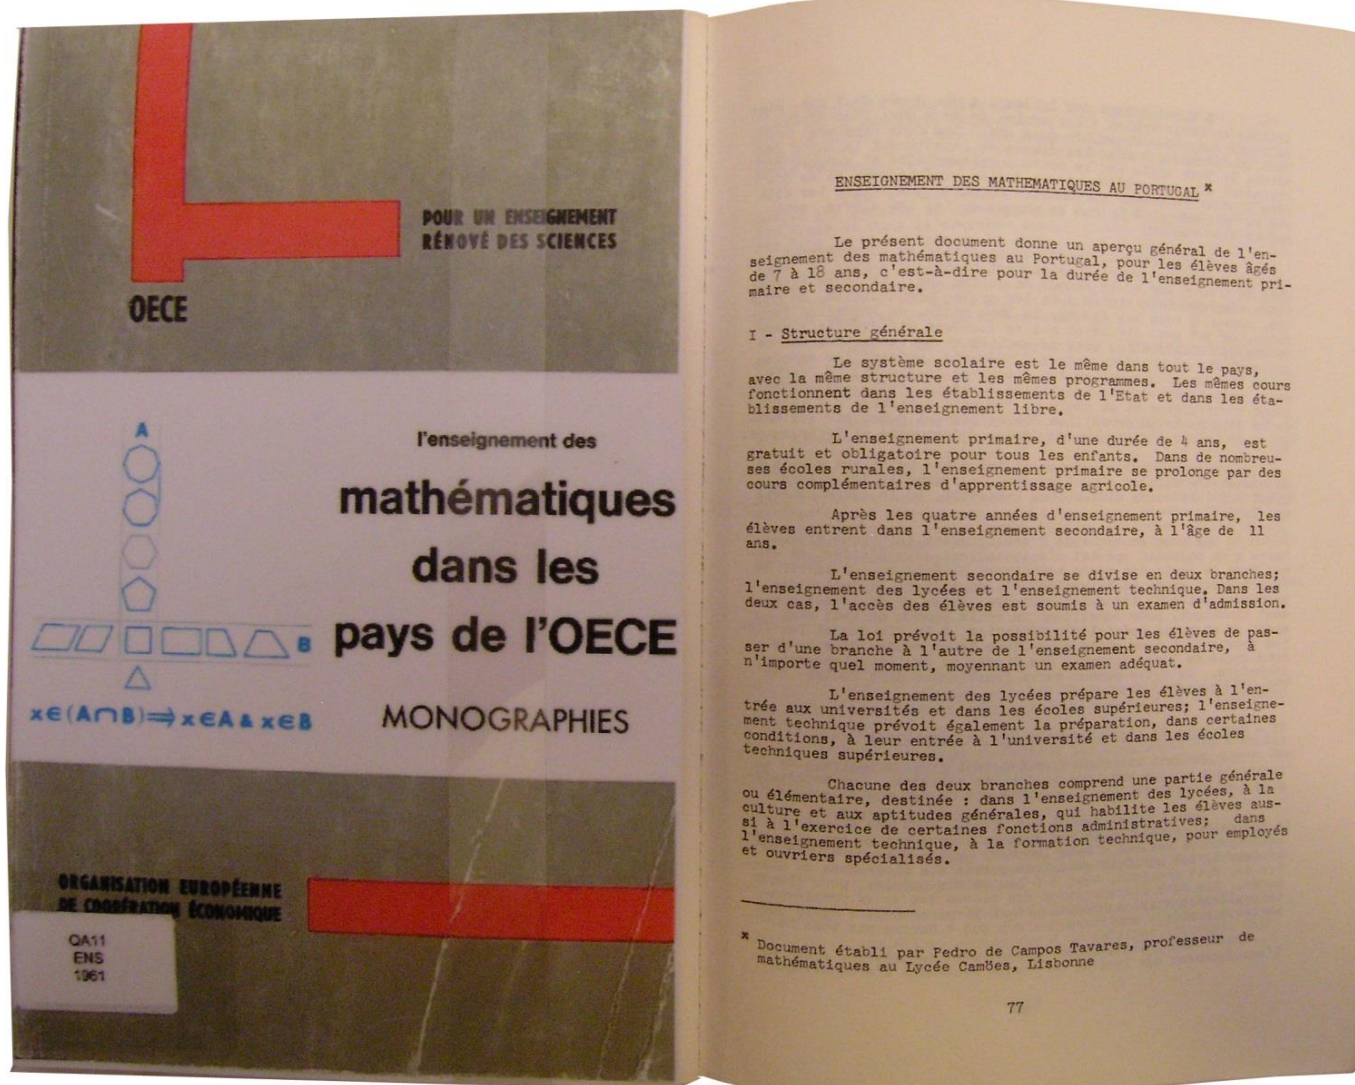 POUR UN ENSEIGNEMENT
RÉNOVÉ DES SCIENCES
OECE
A
B
x∈(A∩B)⟹x∈A & x∈B
l'enseignement des
mathématiques
dans les
pays de l'OECE
MONOGRAPHIES
ORGANISATION EUROPÉENNE
DE COOPÉRATION ÉCONOMIQUE
QA11
ENS
1961
ENSEIGNEMENT DES MATHEMATIQUES AU PORTUGAL x
Le présent document donne un aperçu général de l'en-
seignement des mathématiques au Portugal, pour les élèves âgés
de 7 à 18 ans, c'est-à-dire pour la durée de l'enseignement pri-
maire et secondaire.
I - Structure générale
Le système scolaire est le même dans tout le pays,
avec la même structure et les mêmes programmes. Les mêmes cours
fonctionnent dans les établissements de l'Etat et dans les éta-
blissements de l'enseignement libre.
L'enseignement primaire, d'une durée de 4 ans, est
gratuit et obligatoire pour tous les enfants. Dans de nombreu-
ses écoles rurales, l'enseignement primaire se prolonge par des
cours complémentaires d'apprentissage agricole.
Après les quatre années d'enseignement primaire, les
élèves entrent dans l'enseignement secondaire, à l'âge de 11
ans.
L'enseignement secondaire se divise en deux branches;
l'enseignement des lycées et l'enseignement technique. Dans les
deux cas, l'accès des élèves est soumis à un examen d'admission.
La loi prévoit la possibilité pour les élèves de pas-
ser d'une branche à l'autre de l'enseignement secondaire, à
n'importe quel moment, moyennant un examen adéquat.
L'enseignement des lycées prépare les élèves à l'en-
trée aux universités et dans les écoles supérieures; l'enseigne-
ment technique prévoit également la préparation, dans certaines
conditions, à leur entrée à l'université et dans les écoles
techniques supérieures.
Chacune des deux branches comprend une partie générale
ou élémentaire, destinée : dans l'enseignement des lycées, à la
culture et aux aptitudes générales, qui habilite les élèves aus-
si à l'exercice de certaines fonctions administratives; dans
l'enseignement technique, à la formation technique, pour employés
et ouvriers spécialisés.
x Document établi par Pedro de Campos Tavares, professeur de
mathématiques au Lycée Camões, Lisbonne
77